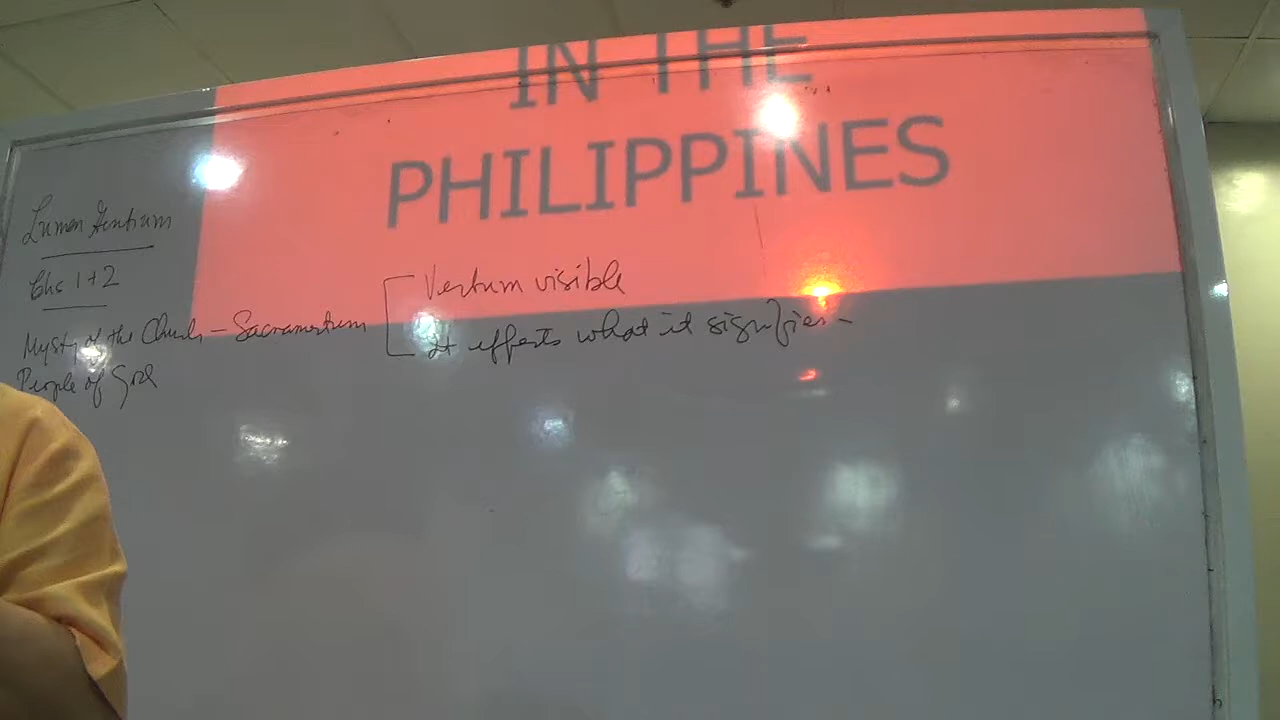 IN THE
PHILIPPINES
Lumen Gentium
Chs 1+2
Mystery of the Church - Sacramentum
People of God
Verbum visible
It effects what it signifies -